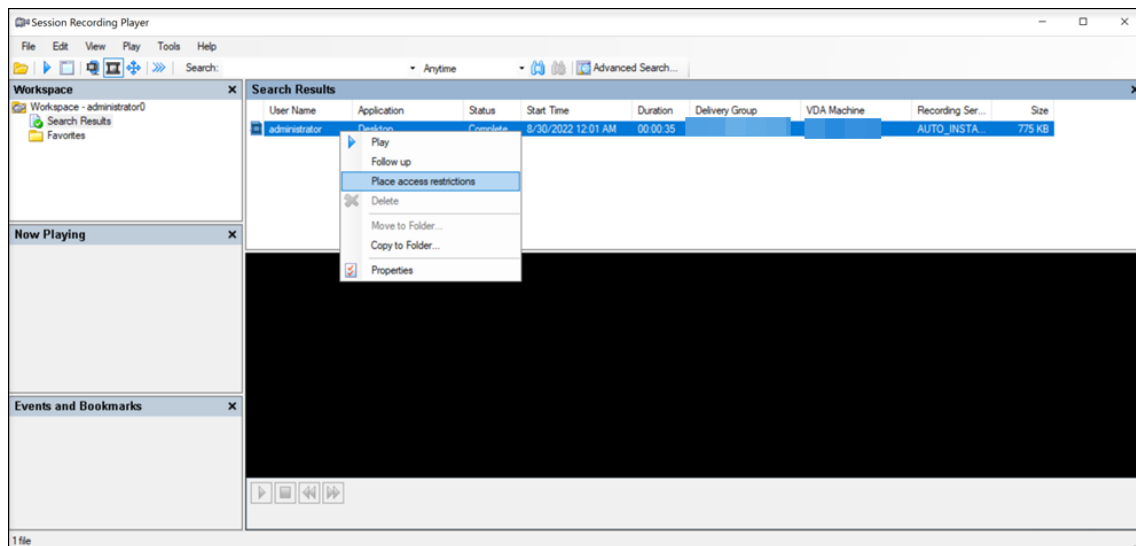 Session Recording Player
File Edit View Play Tools Help
Search: Anytime Advanced Search...
Workspace
Workspace - administrator0
Search Results
Favorites
Search Results
User Name Application Status Start Time Duration Delivery Group VDA Machine Recording Ser... Size
administrator Desktop Complete 8/30/2022 12:01 AM 00:00:35 AUTO_INSTA... 775 KB
Play
Follow up
Place access restrictions
Delete
Move to Folder...
Copy to Folder...
Properties
Now Playing
Events and Bookmarks
1 file